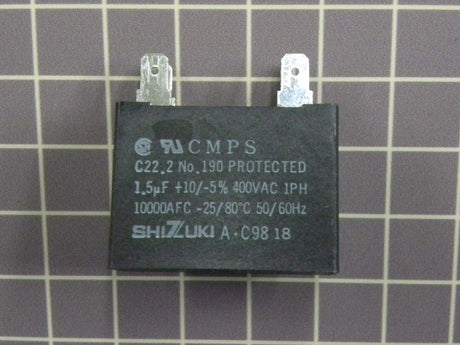 CMPS
C22.2 No.190 PROTECTED
1.5µF +10/-5% 400VAC 1PH
10000AFC -25/80°C 50/60Hz
SHIZUKI A·C98 18